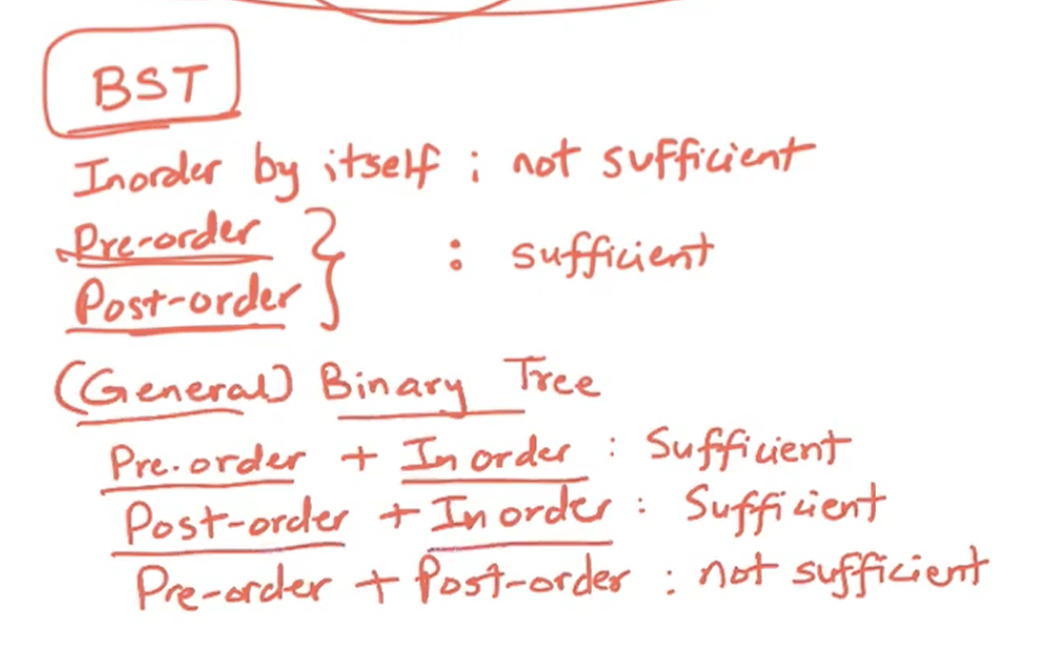 BST
Inorder by itself ; not sufficient
Pre-order
Post-order } : sufficient
(General) Binary Tree
Pre.order + Inorder : Sufficient
Post-order + Inorder : Sufficient
Pre-order + Post-order : not sufficient